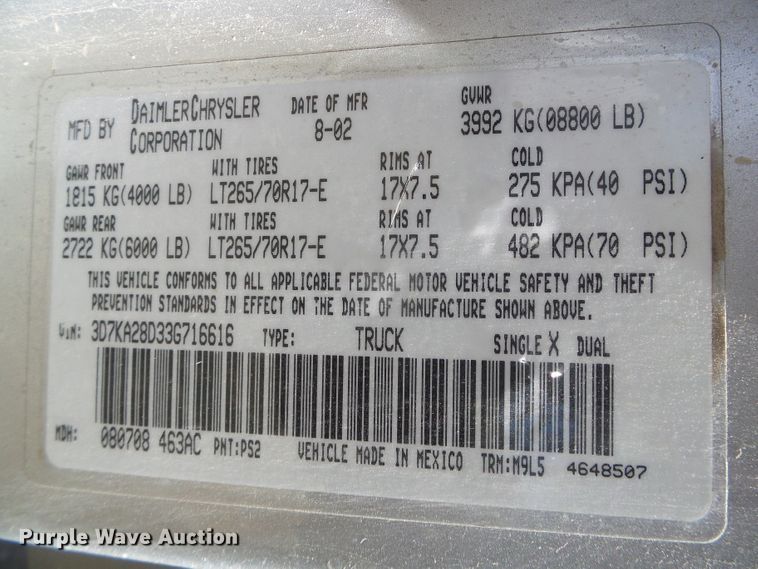 MFD BY DAIMLERCHRYSLER CORPORATION DATE OF MFR 8-02 GVWR 3992 KG(08800 LB)
GAWR FRONT WITH TIRES RIMS AT COLD
1815 KG(4000 LB) LT265/70R17-E 17X7.5 275 KPA(40 PSI)
GAWR REAR WITH TIRES RIMS AT COLD
2722 KG(6000 LB) LT265/70R17-E 17X7.5 482 KPA(70 PSI)
THIS VEHICLE CONFORMS TO ALL APPLICABLE FEDERAL MOTOR VEHICLE SAFETY AND THEFT
PREVENTION STANDARDS IN EFFECT ON THE DATE OF MANUFACTURE SHOWN ABOVE.
VIN: 3D7KA28D33G716616 TYPE: TRUCK SINGLE X DUAL
MDH: 080708 463AC PNT:PS2 VEHICLE MADE IN MEXICO TRM:M9L5 4648507
Purple Wave Auction